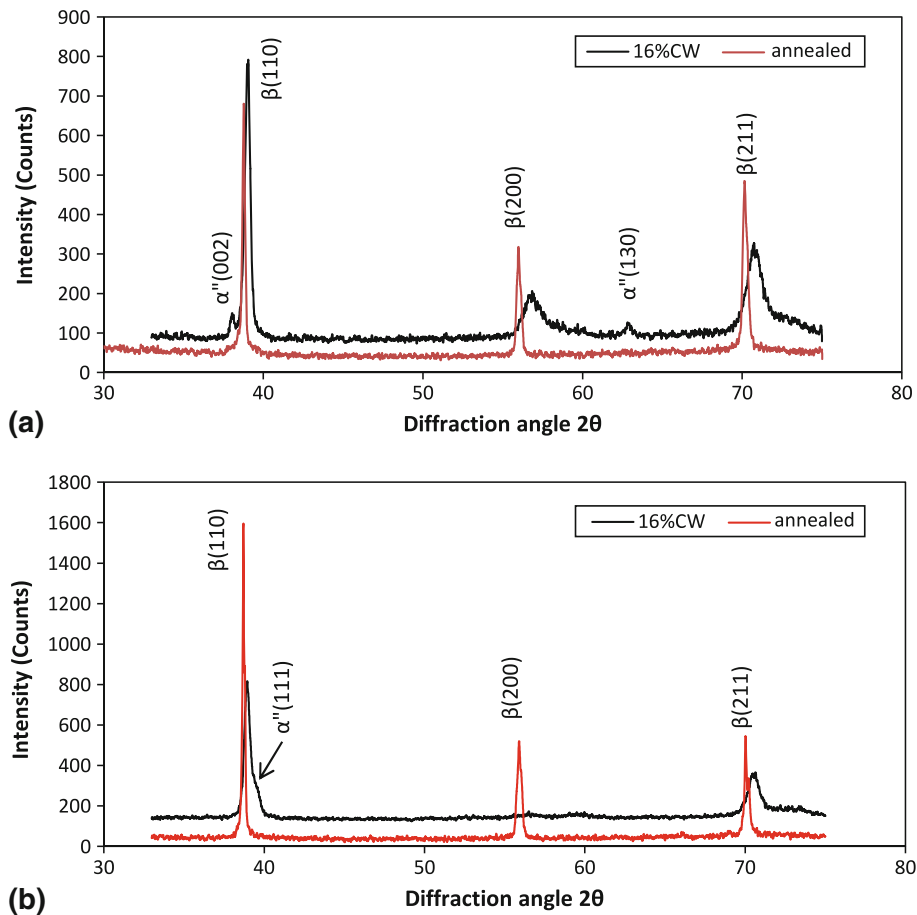 900
800
700
600
500
400
300
200
100
0
Intensity (Counts)
16%CW
annealed
α"(002)
β(110)
β(200)
α"(130)
β(211)
30
40
50
60
70
80
Diffraction angle 2θ
(a)
1800
1600
1400
1200
1000
800
600
400
200
0
Intensity (Counts)
16%CW
annealed
β(110)
α"(111)
β(200)
β(211)
30
40
50
60
70
80
Diffraction angle 2θ
(b)